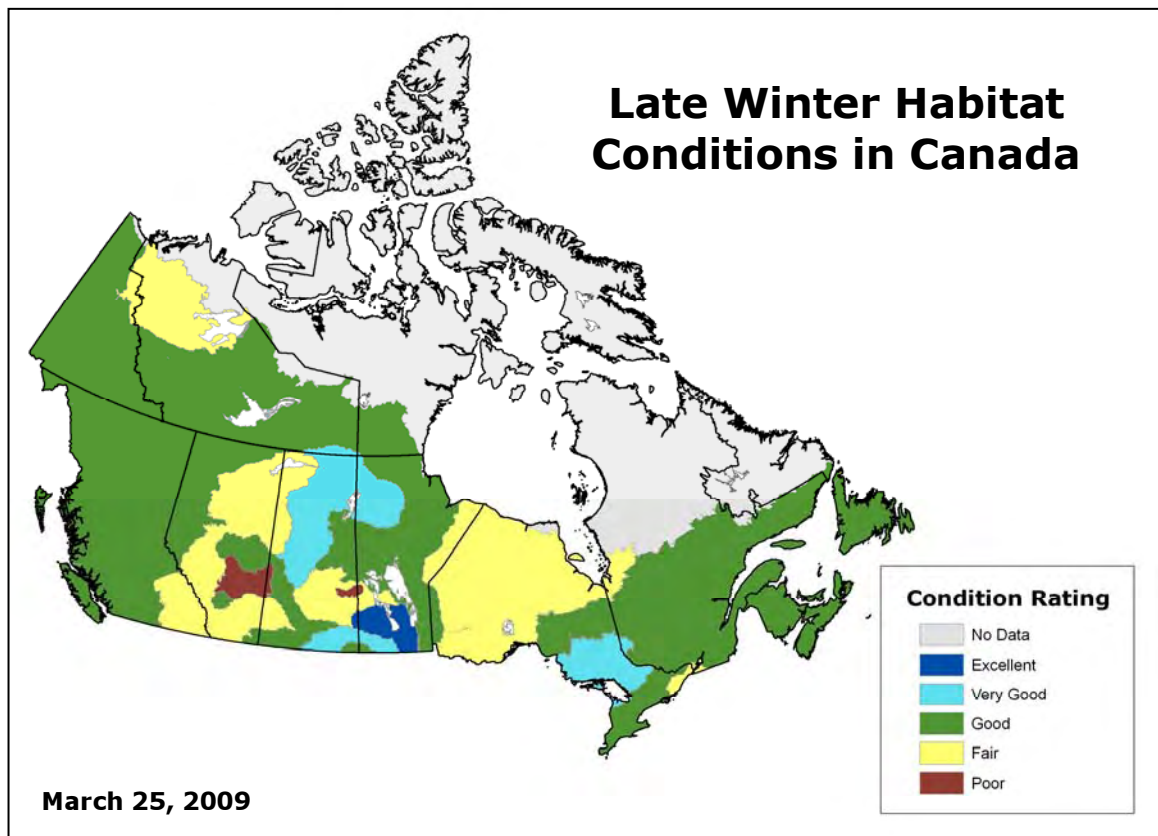 Late Winter Habitat
Conditions in Canada
Condition Rating
No Data
Excellent
Very Good
Good
Fair
Poor
March 25, 2009